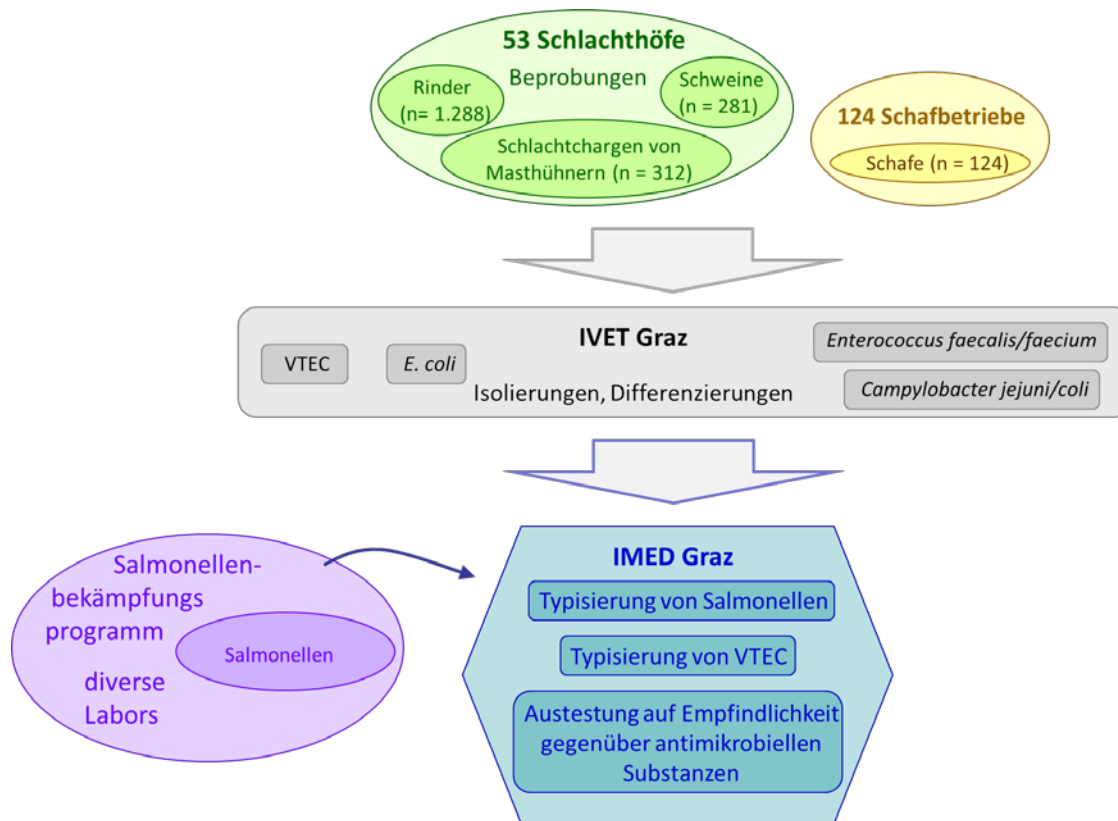 53 Schlachthöfe
Beprobungen
Rinder
(n= 1.288)
Schweine
(n = 281)
Schlachtchargen von
Masthühnern (n = 312)
124 Schafbetriebe
Schafe (n = 124)
IVET Graz
VTEC
E. coli
Isolierungen, Differenzierungen
Enterococcus faecalis/faecium
Campylobacter jejuni/coli
Salmonellen-
bekämpfungs
programm
Salmonellen
diverse
Labors
IMED Graz
Typisierung von Salmonellen
Typisierung von VTEC
Austestung auf Empfindlichkeit
gegenüber antimikrobiellen
Substanzen